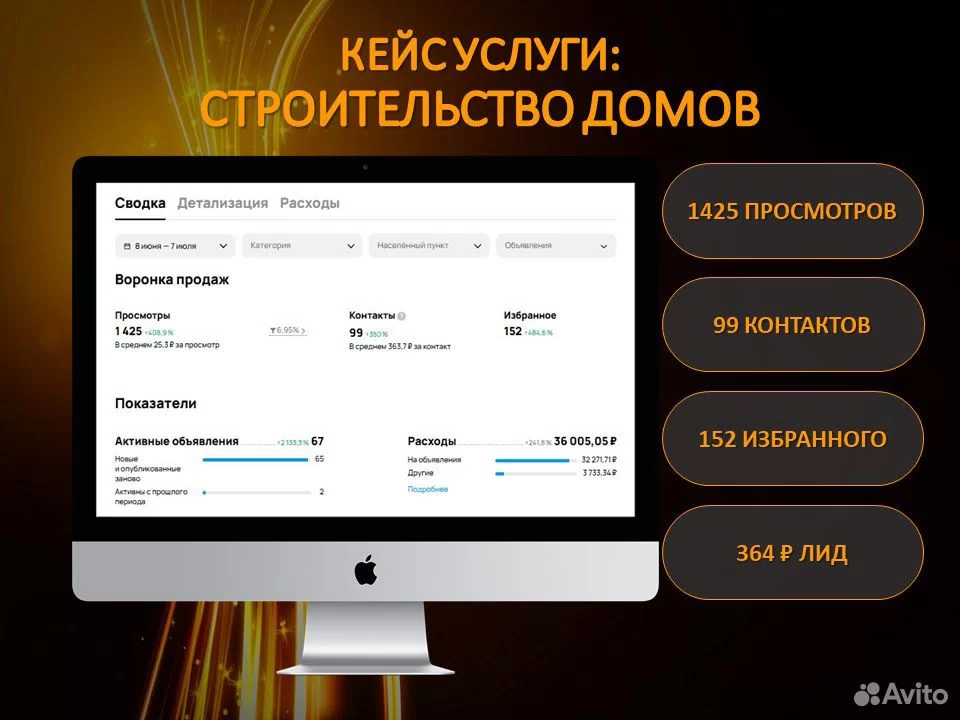 КЕЙС УСЛУГИ:
СТРОИТЕЛЬСТВО ДОМОВ
Сводка Детализация Расходы
8 июня — 7 июля Категория Населённый пункт Объявления
Воронка продаж
Просмотры Контакты Избранное
1 425 +408,9% 6,95% > 99 +350% 152 +484,6%
В среднем 25,3 ₽ за просмотр В среднем 363,7 ₽ за контакт
Показатели
Активные объявления +2 133,3% 67 Расходы +241,8% 36 005,05 ₽
Новые
и опубликованные
заново 65
Активны с прошлого
периода 2
На объявления 32 271,71 ₽
Другие 3 733,34 ₽
Подробнее
1425 ПРОСМОТРОВ
99 КОНТАКТОВ
152 ИЗБРАННОГО
364 ₽ ЛИД
Avito